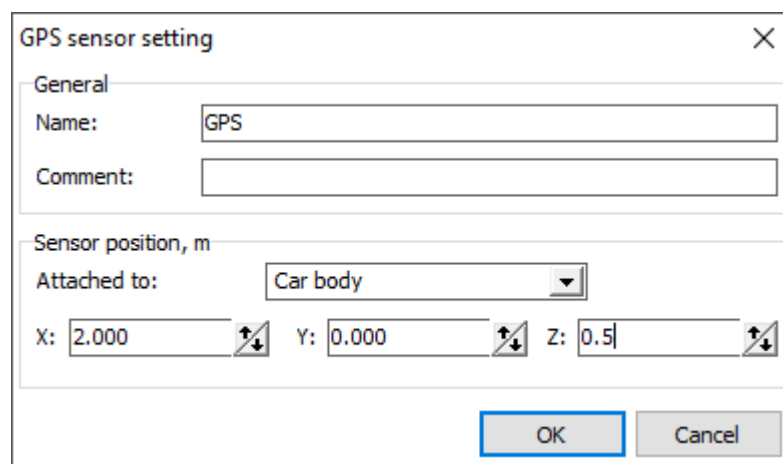 GPS sensor setting
General
Name: GPS
Comment:
Sensor position, m
Attached to: Car body
X: 2.000 Y: 0.000 Z: 0.5
OK Cancel